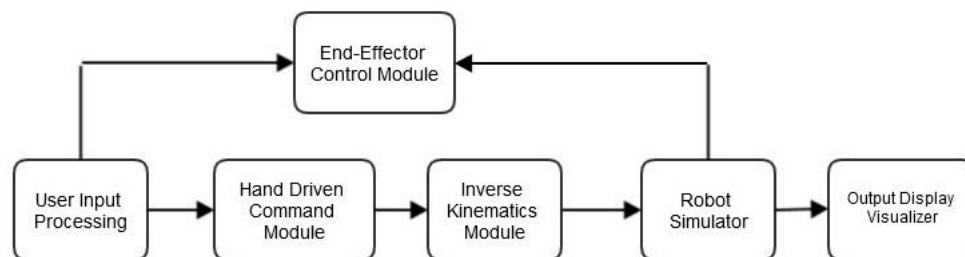 End-Effector
Control Module
User Input
Processing
Hand Driven
Command
Module
Inverse
Kinematics
Module
Robot
Simulator
Output Display
Visualizer